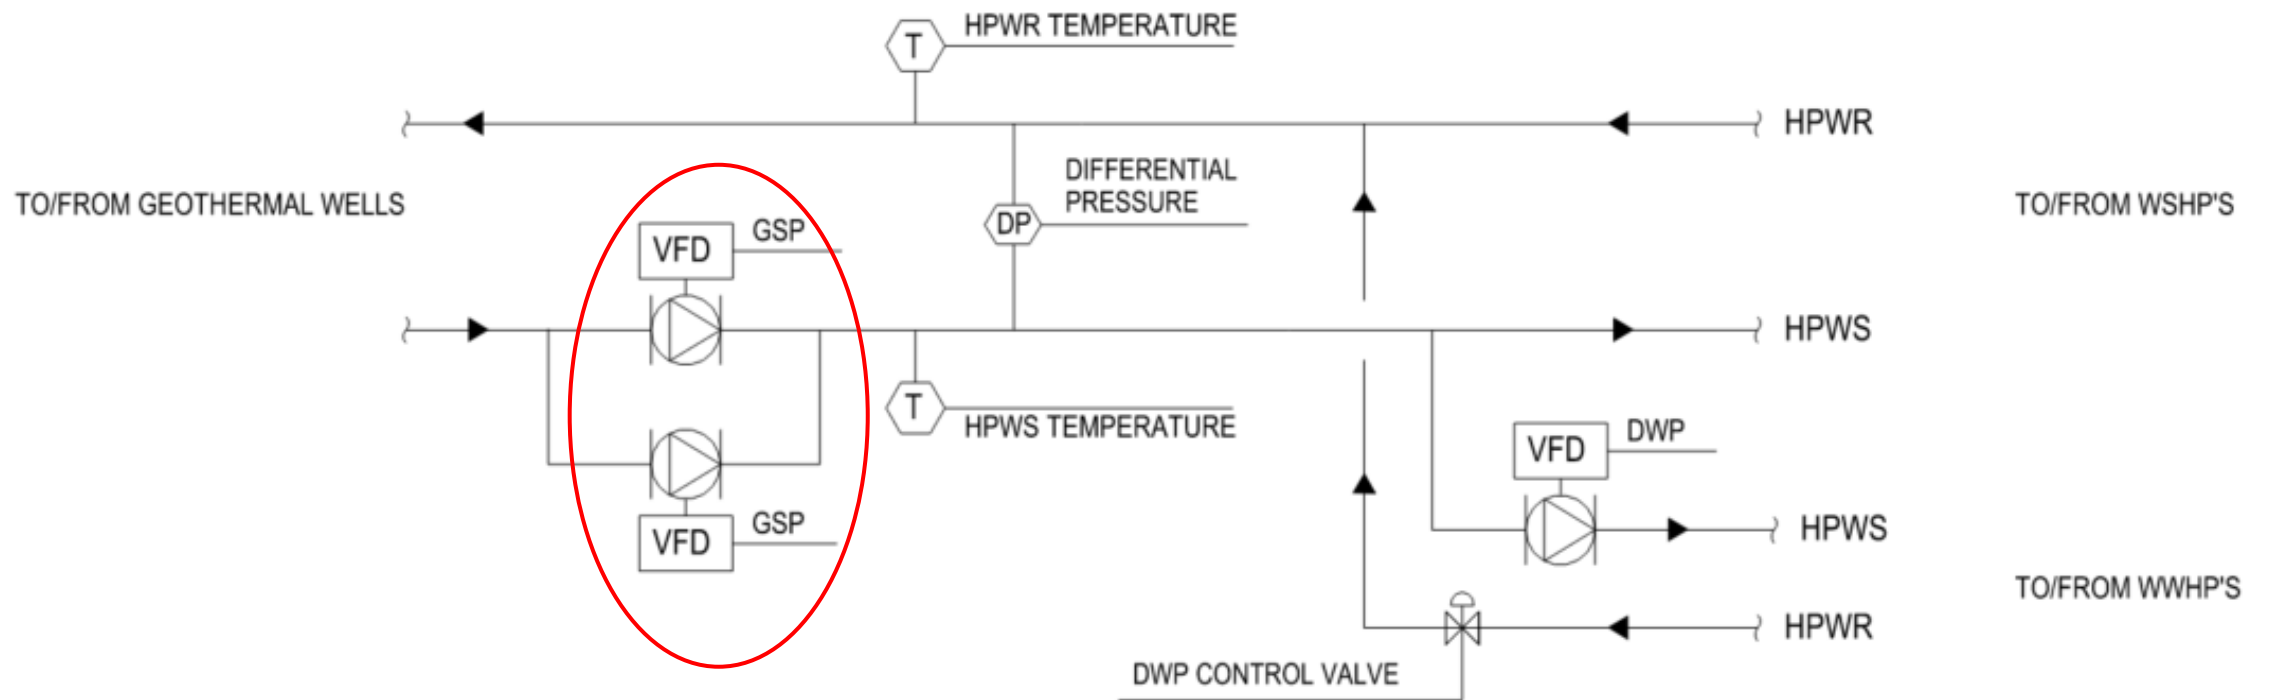 T
HPWR TEMPERATURE
HPWR
TO/FROM GEOTHERMAL WELLS
DIFFERENTIAL
PRESSURE
DP
TO/FROM WSHP'S
VFD
GSP
HPWS
T
HPWS TEMPERATURE
VFD
DWP
VFD
GSP
HPWS
TO/FROM WWHP'S
HPWR
DWP CONTROL VALVE